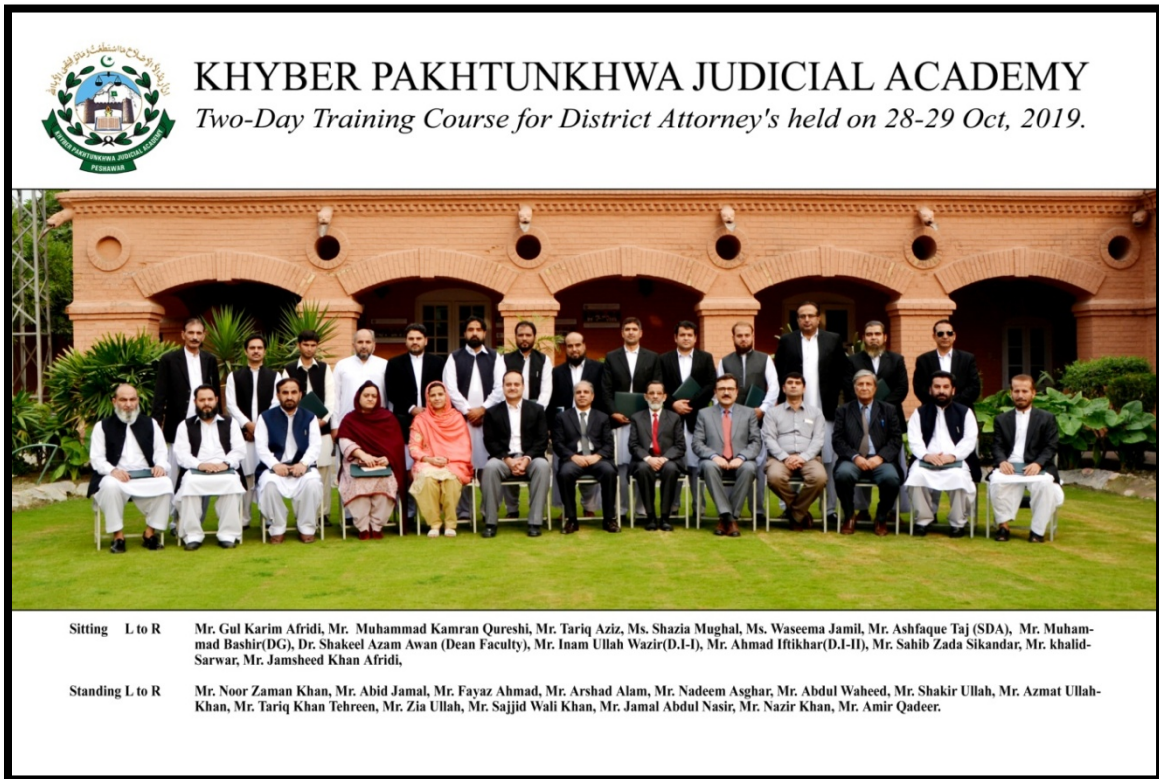 KHYBER PAKHTUNKHWA JUDICIAL ACADEMY
Two-Day Training Course for District Attorney's held on 28-29 Oct, 2019.
KHYBER PAKHTUNKHWA JUDICIAL ACADEMY
PESHAWAR
Sitting L to R Mr. Gul Karim Afridi, Mr. Muhammad Kamran Qureshi, Mr. Tariq Aziz, Ms. Shazia Mughal, Ms. Waseema Jamil, Mr. Ashfaque Taj (SDA), Mr. Muham-
mad Bashir(DG), Dr. Shakeel Azam Awan (Dean Faculty), Mr. Inam Ullah Wazir(D.I-I), Mr. Ahmad Iftikhar(D.I-II), Mr. Sahib Zada Sikandar, Mr. khalid-
Sarwar, Mr. Jamsheed Khan Afridi,
Standing L to R Mr. Noor Zaman Khan, Mr. Abid Jamal, Mr. Fayaz Ahmad, Mr. Arshad Alam, Mr. Nadeem Asghar, Mr. Abdul Waheed, Mr. Shakir Ullah, Mr. Azmat Ullah-
Khan, Mr. Tariq Khan Tehreen, Mr. Zia Ullah, Mr. Sajjid Wali Khan, Mr. Jamal Abdul Nasir, Mr. Nazir Khan, Mr. Amir Qadeer.